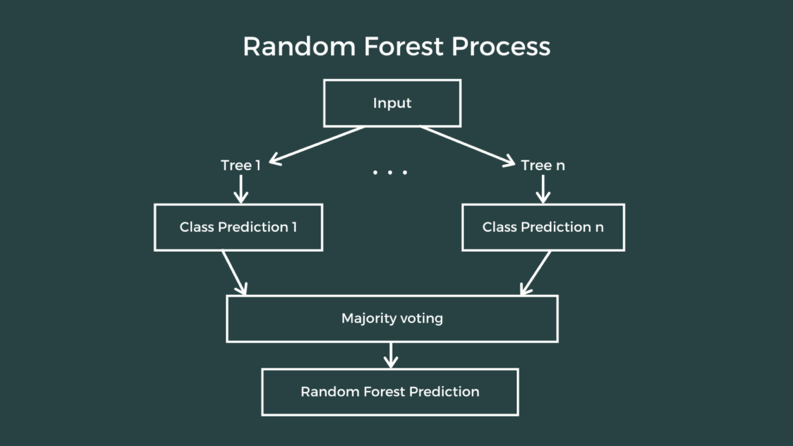 Random Forest Process
Input
Tree 1
. . .
Tree n
Class Prediction 1
Class Prediction n
Majority voting
Random Forest Prediction